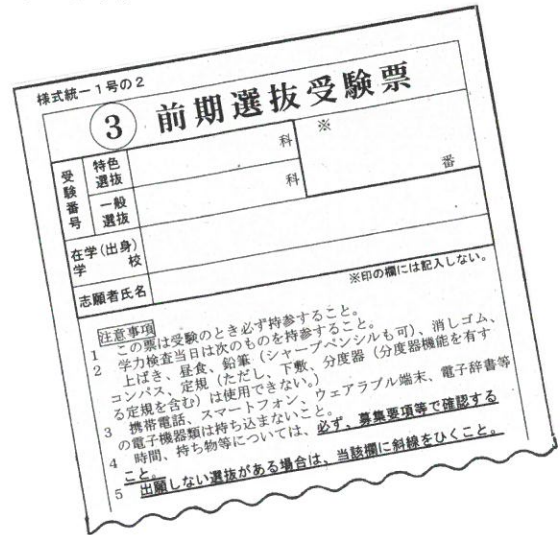 様式統一1号の2
③ 前期選抜受験票
受験番号 特色選抜 科 ※
一般選抜 科 番
在学(出身)学校
志願者氏名
※印の欄には記入しない。
注意事項
1 この票は受験のとき必ず持参すること。
2 学力検査当日は次のものを持参すること。
上ばき、昼食、鉛筆(シャープペンシルも可)、消しゴム、
コンパス、定規(ただし、下敷、分度器(分度器機能を有す
る定規を含む)は使用できない。)
3 携帯電話、スマートフォン、ウェアラブル端末、電子辞書等
の電子機器類は持ち込まないこと。
4 時間、持ち物等については、必ず、募集要項等で確認する
こと。
5 出願しない選抜がある場合は、当該欄に斜線をひくこと。